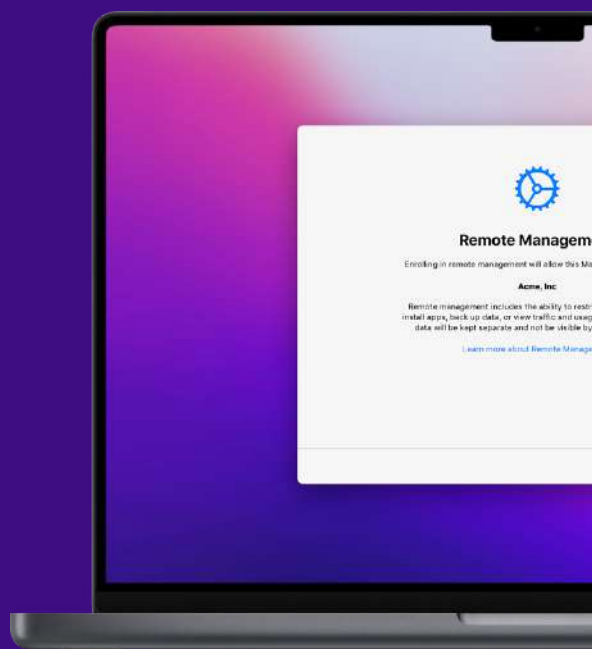 Remote Managem
Enrolling in remote management will allow this Ma
Acme, Inc
Remote management includes the ability to restr
install apps, back up data, or view traffic and usag
data will be kept separate and not be visible by
Learn more about Remote Manage